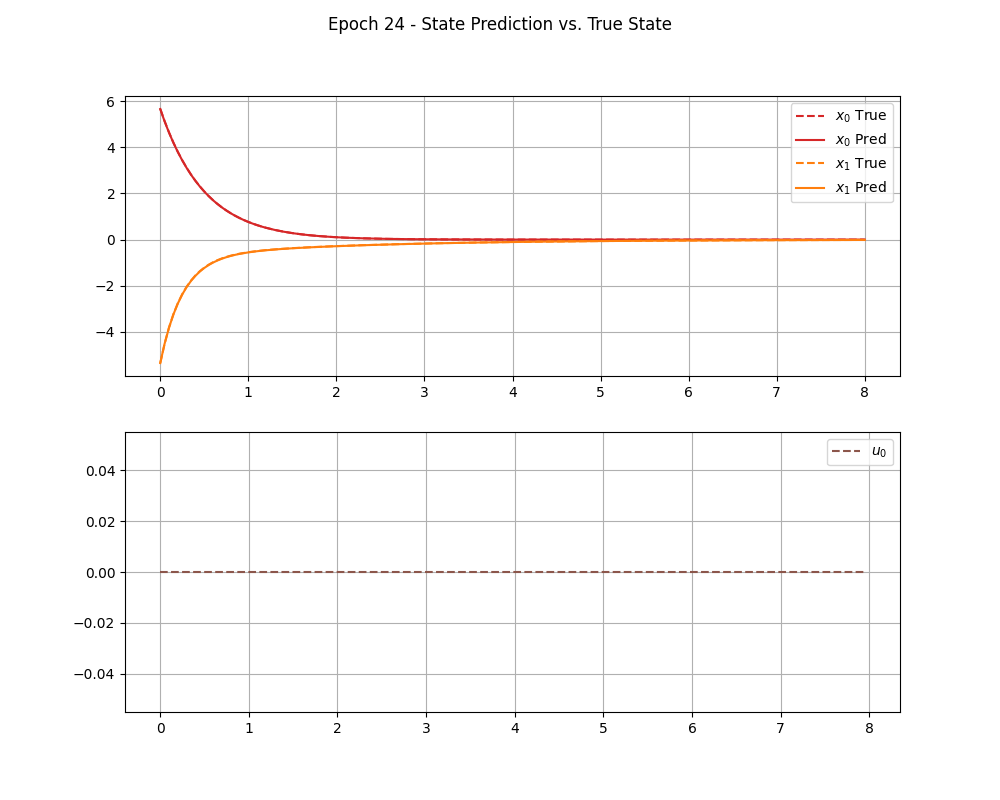 Epoch 24 - State Prediction vs. True State
6
4
2
0
−2
−4
x₀ True
x₀ Pred
x₁ True
x₁ Pred
0 1 2 3 4 5 6 7 8
0.04
0.02
0.00
−0.02
−0.04
u₀
0 1 2 3 4 5 6 7 8